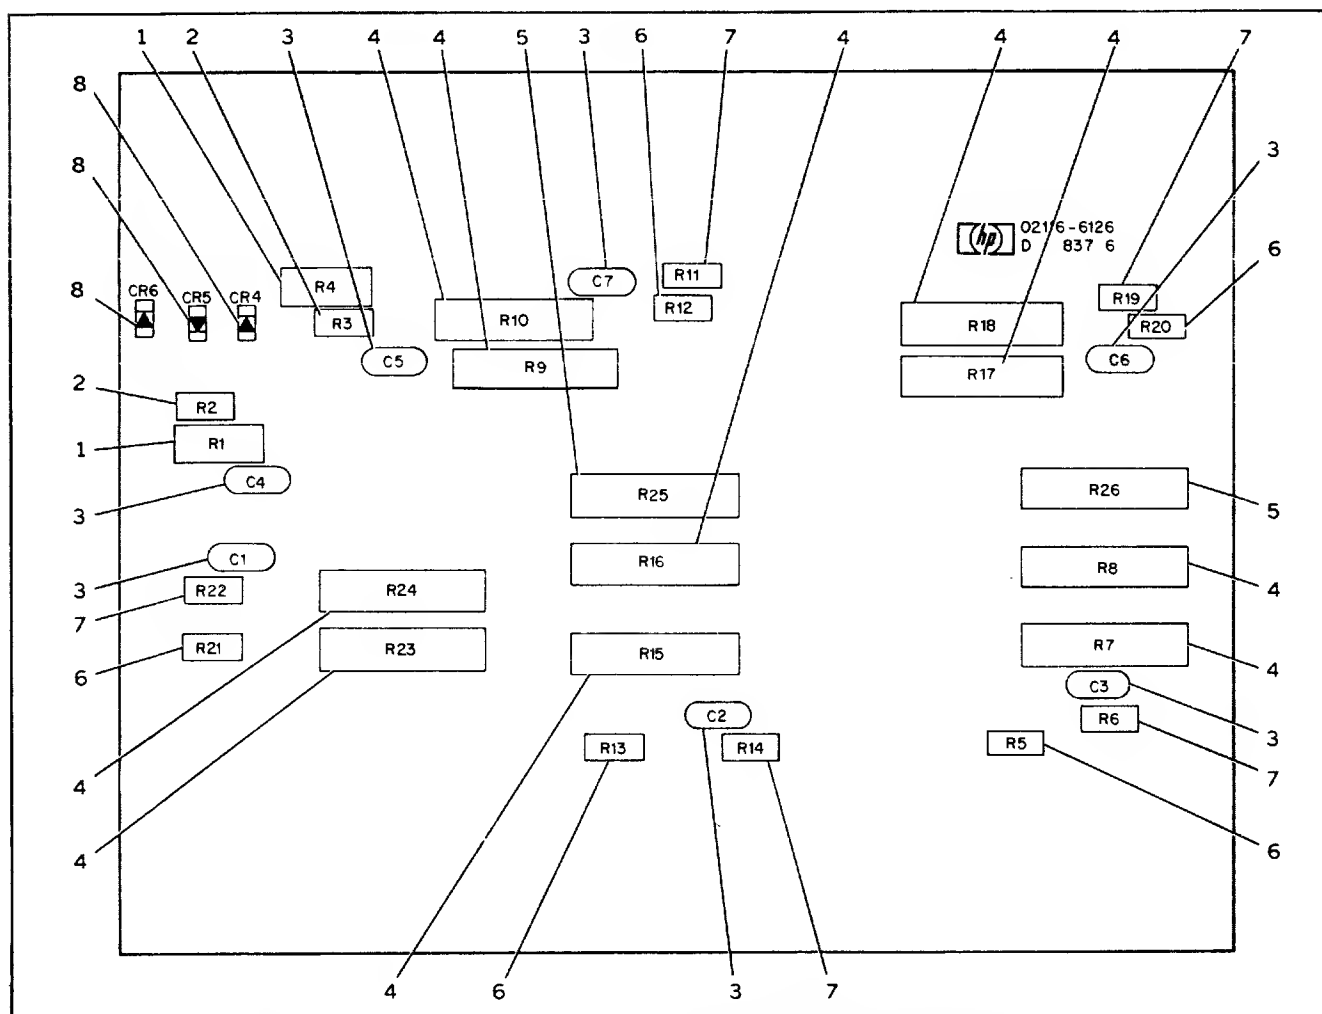 1 2 3 4 4 5 3 6 7 4 4 4 7
8
3
8
hp 02116-6126
D 837 6
6
C7 R11
R4
CR6 CR5 CR4
8
R12
R19
R3 R10 R18 R20
C5 R9 R17 C6
2
R2
1
R1
C4
R25 R26
3
5
C1 R16 R8
3
R22 R24
4
7
R21 R23 R15 R7
6
4
C3
C2 R6
3
R13 R14 R5
7
4
4 6
4 6 3 7